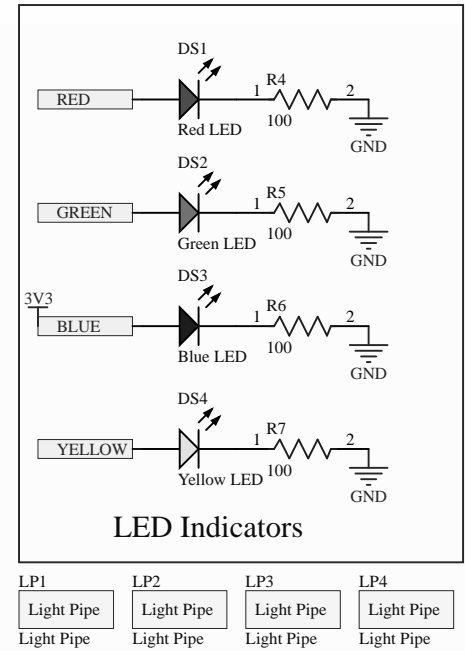 DS1
RED
1 R4 2
100
Red LED
GND
DS2
GREEN
1 R5 2
100
Green LED
GND
DS3
3V3
BLUE
1 R6 2
100
Blue LED
GND
DS4
YELLOW
1 R7 2
100
Yellow LED
GND
LED Indicators
LP1 LP2 LP3 LP4
Light Pipe Light Pipe Light Pipe Light Pipe
Light Pipe Light Pipe Light Pipe Light Pipe